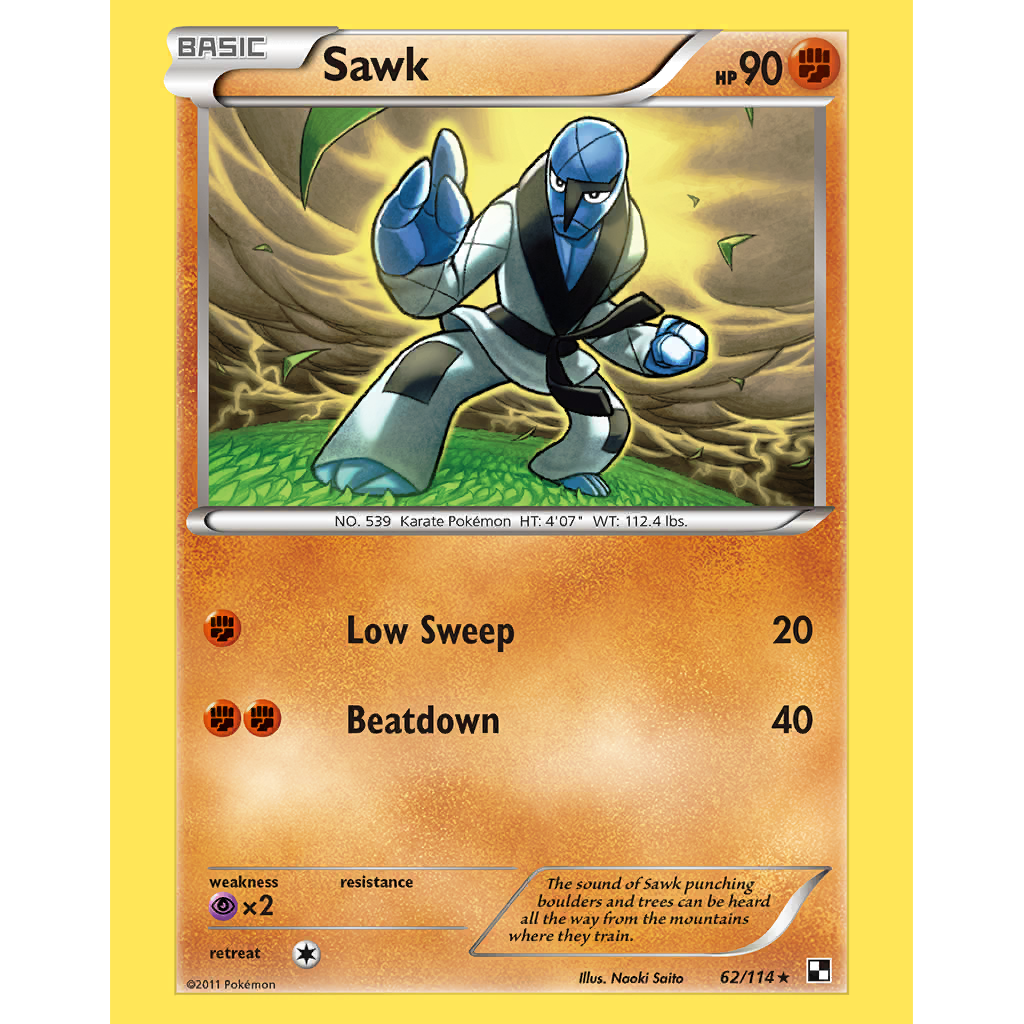 BASIC
Sawk
HP 90
NO. 539 Karate Pokémon HT: 4'07" WT: 112.4 lbs.
Low Sweep 20
Beatdown 40
weakness resistance
×2
The sound of Sawk punching
boulders and trees can be heard
all the way from the mountains
where they train.
retreat
©2011 Pokémon
Illus. Naoki Saito 62/114 ★